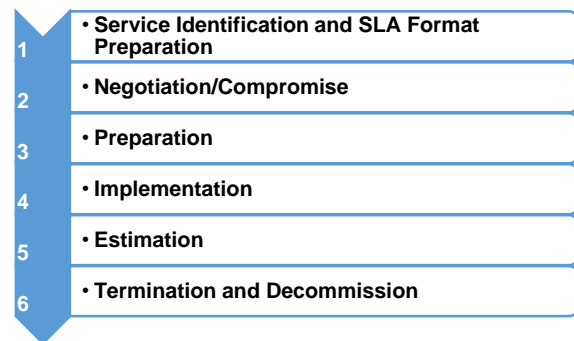 1
• Service Identification and SLA Format
Preparation
2
• Negotiation/Compromise
3
• Preparation
4
• Implementation
5
• Estimation
6
• Termination and Decommission